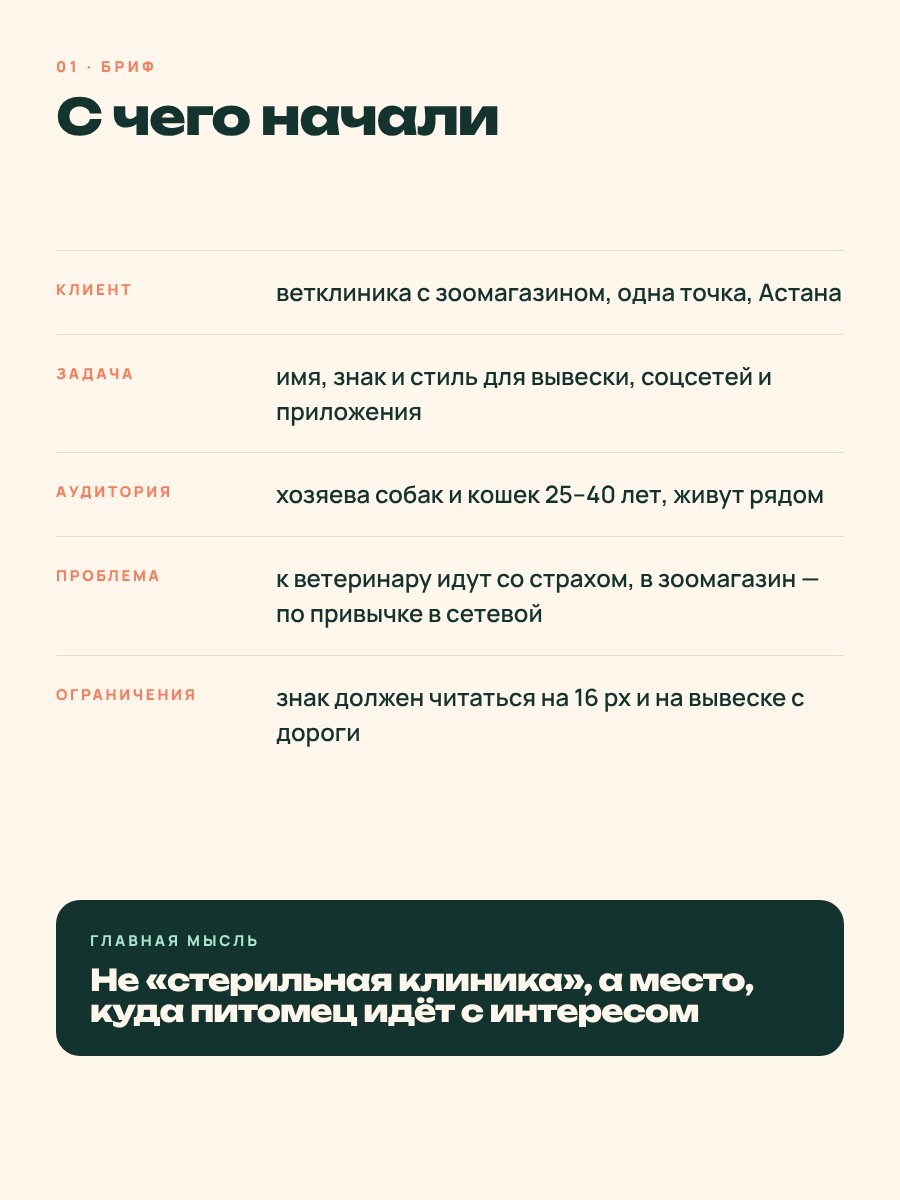 01 · БРИФ
С чего начали
КЛИЕНТ
ветклиника с зоомагазином, одна точка, Астана
ЗАДАЧА
имя, знак и стиль для вывески, соцсетей и
приложения
АУДИТОРИЯ
хозяева собак и кошек 25–40 лет, живут рядом
ПРОБЛЕМА
к ветеринару идут со страхом, в зоомагазин —
по привычке в сетевой
ОГРАНИЧЕНИЯ
знак должен читаться на 16 px и на вывеске с
дороги
ГЛАВНАЯ МЫСЛЬ
Не «стерильная клиника», а место,
куда питомец идёт с интересом